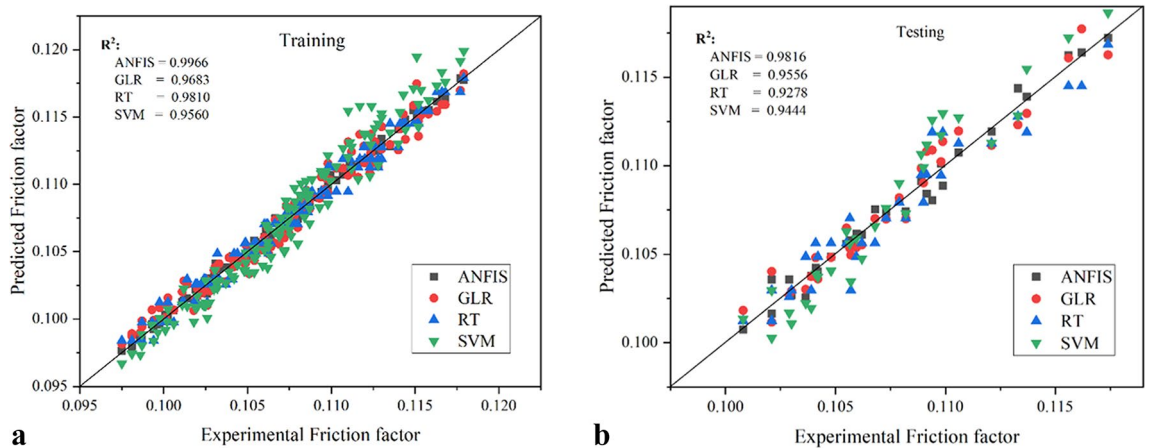 Training
R²:
ANFIS = 0.9966
GLR = 0.9683
RT = 0.9810
SVM = 0.9560
0.120
0.115
0.110
0.105
0.100
0.095
Predicted Friction factor
ANFIS
GLR
RT
SVM
0.095 0.100 0.105 0.110 0.115 0.120
Experimental Friction factor
a
Testing
R²:
ANFIS = 0.9816
GLR = 0.9556
RT = 0.9278
SVM = 0.9444
0.115
0.110
0.105
0.100
Predicted Friction factor
ANFIS
GLR
RT
SVM
0.100 0.105 0.110 0.115
Experimental Friction factor
b